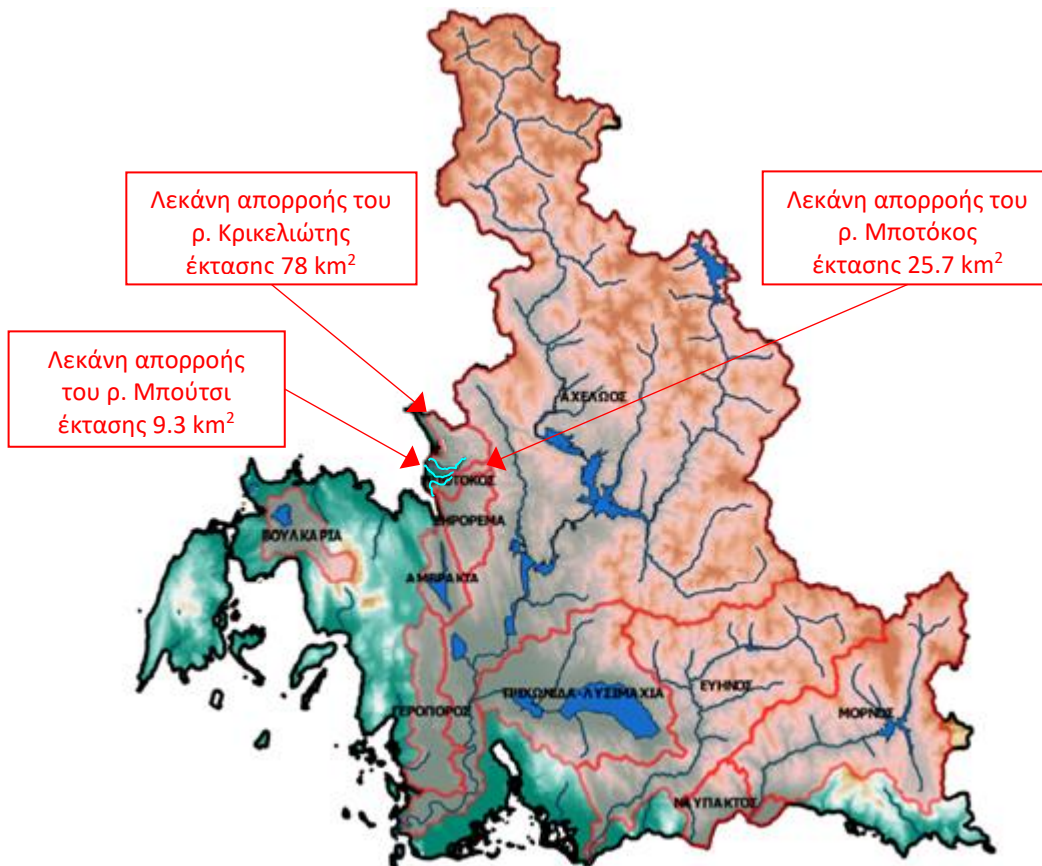 Λεκάνη απορροής του
ρ. Κρικελιώτης
έκτασης 78 km²
Λεκάνη απορροής του
ρ. Μποτόκος
έκτασης 25.7 km²
Λεκάνη απορροής
του ρ. Μπούτσι
έκτασης 9.3 km²
ΑΧΕΛΩΟΣ
ΟΤΟΚΟΣ
ΞΗΡΟΡΕΜΑ
ΒΟΥΛΚΑΡΙΑ
ΑΜΒΡΑΚΙΑ
ΤΡΙΧΩΝΙΔΑ-ΛΥΣΙΜΑΧΙΑ
ΕΥΗΝΟΣ
ΓΕΡΟΠΟΡΟΣ
ΜΟΡΝΟΣ
ΝΑΥΠΑΚΤΟΣ